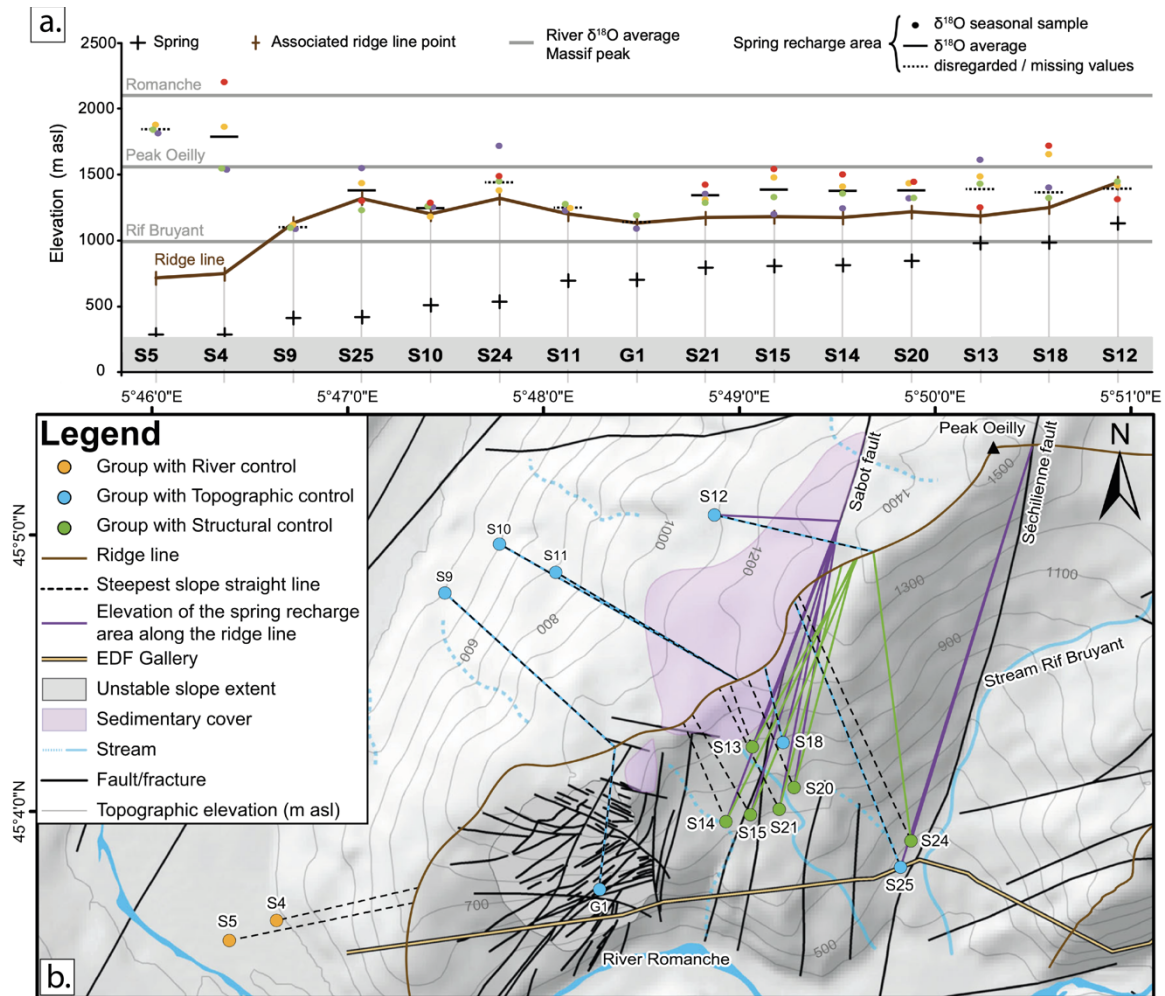 a.
Spring
Associated ridge line point
River δ¹⁸O average
Massif peak
Spring recharge area
δ¹⁸O seasonal sample
δ¹⁸O average
disregarded / missing values
Elevation (m asl)
2500
2000
1500
1000
500
0
Romanche
Peak Oeilly
Rif Bruyant
Ridge line
S5 S4 S9 S25 S10 S24 S11 G1 S21 S15 S14 S20 S13 S18 S12
5°46'0"E 5°47'0"E 5°48'0"E 5°49'0"E 5°50'0"E 5°51'0"E
Legend
Group with River control
Group with Topographic control
Group with Structural control
Ridge line
Steepest slope straight line
Elevation of the spring recharge
area along the ridge line
EDF Gallery
Unstable slope extent
Sedimentary cover
Stream
Fault/fracture
Topographic elevation (m asl)
45°5'0"N
45°4'0"N
Peak Oeilly
N
Sabot fault
Séchilienne fault
1500
1400
S12
1000
1200
S10
S11
S9
1300
1100
800
600
900
Stream Rif Bruyant
S13
S18
S20
S14
S15
S21
S24
S25
G1
700
S4
S5
500
River Romanche
b.